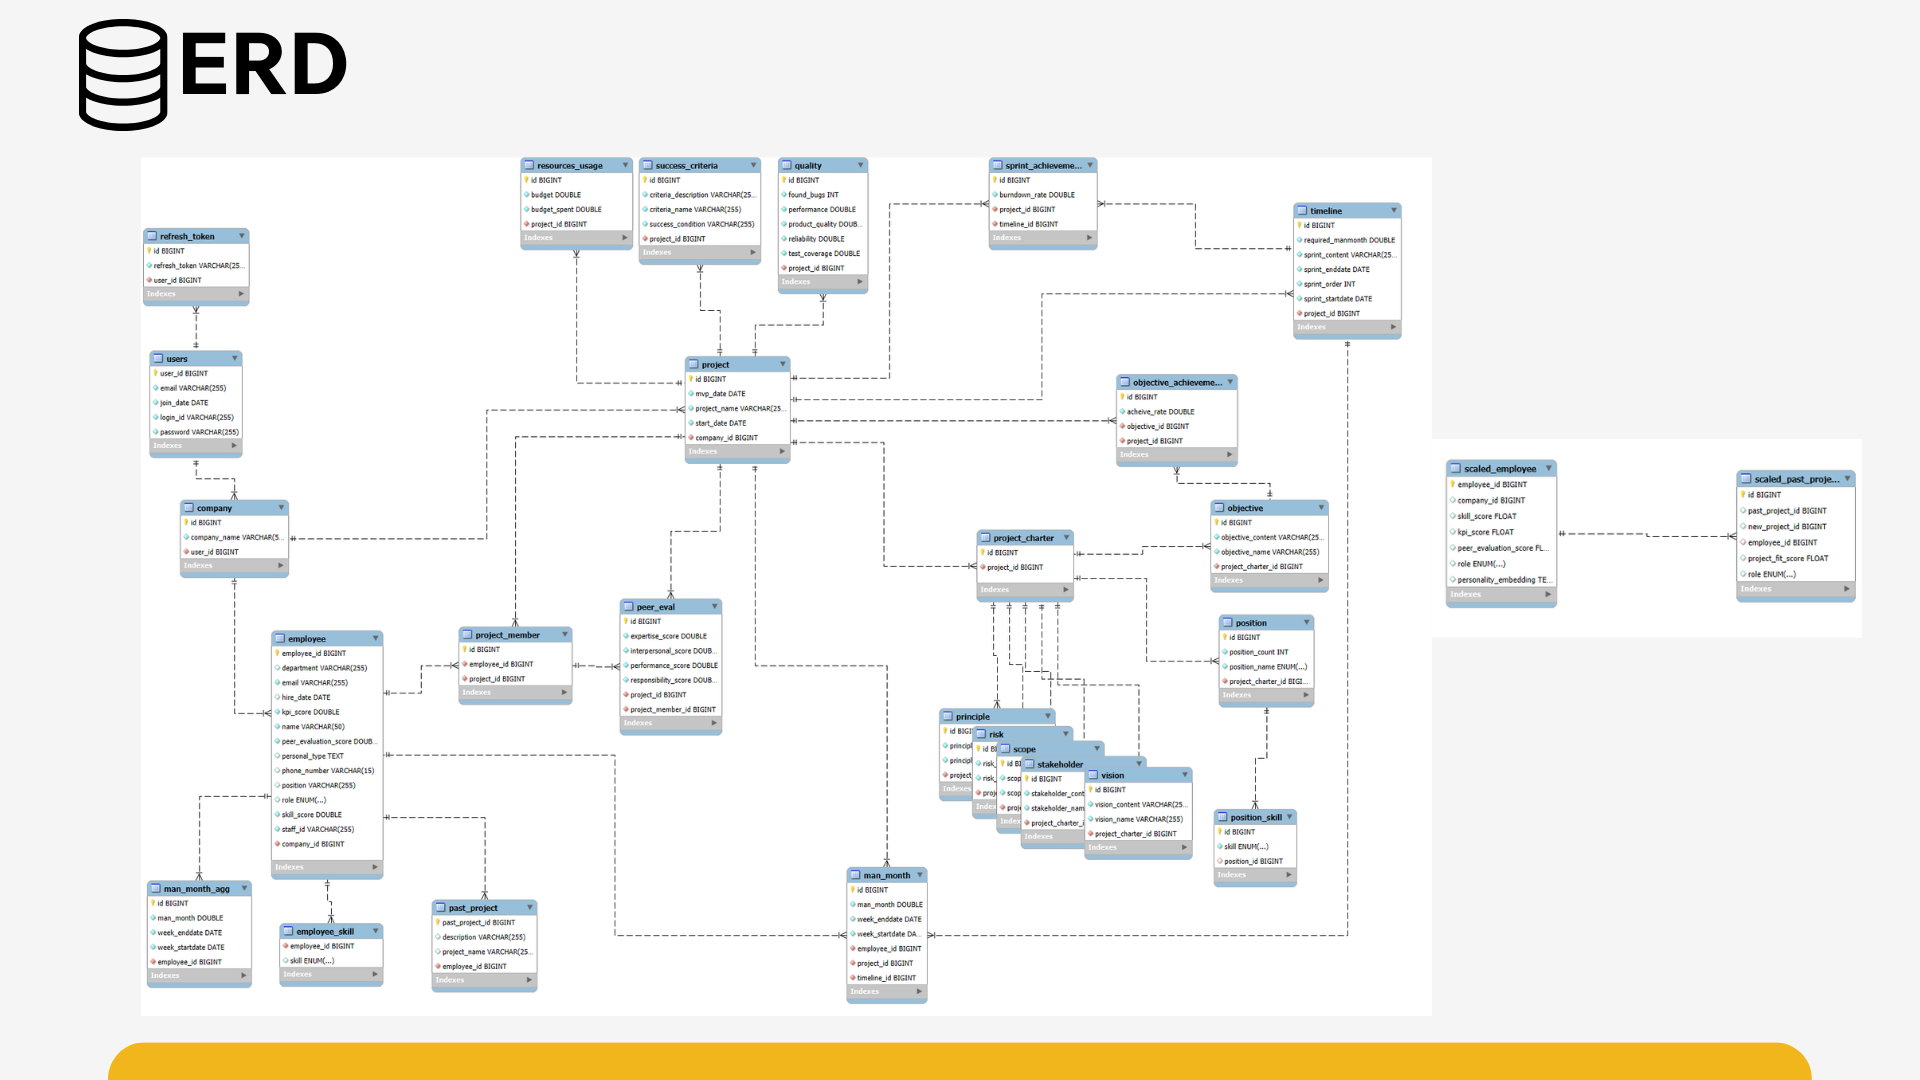 ERD
resources_usage
id BIGINT
budget DOUBLE
budget_spent DOUBLE
project_id BIGINT
Indexes
success_criteria
id BIGINT
criteria_description VARCHAR(25...
criteria_name VARCHAR(255)
success_condition VARCHAR(255)
project_id BIGINT
Indexes
quality
id BIGINT
found_bugs INT
performance DOUBLE
product_quality DOUB...
reliability DOUBLE
test_coverage DOUBLE
project_id BIGINT
Indexes
sprint_achieveme...
id BIGINT
burndown_rate DOUBLE
project_id BIGINT
timeline_id BIGINT
Indexes
timeline
id BIGINT
required_manmonth DOUBLE
sprint_content VARCHAR(25...
sprint_enddate DATE
sprint_order INT
sprint_startdate DATE
project_id BIGINT
Indexes
refresh_token
id BIGINT
refresh_token VARCHAR(25...
user_id BIGINT
Indexes
users
user_id BIGINT
email VARCHAR(255)
join_date DATE
login_id VARCHAR(255)
password VARCHAR(255)
Indexes
project
id BIGINT
mvp_date DATE
project_name VARCHAR(25...
start_date DATE
company_id BIGINT
Indexes
objective_achieveme...
id BIGINT
acheive_rate DOUBLE
objective_id BIGINT
project_id BIGINT
Indexes
scaled_employee
employee_id BIGINT
company_id BIGINT
skill_score FLOAT
kpi_score FLOAT
peer_evaluation_score FL...
role ENUM(...)
personality_embedding TE...
Indexes
scaled_past_proje...
id BIGINT
past_project_id BIGINT
new_project_id BIGINT
employee_id BIGINT
project_fit_score FLOAT
role ENUM(...)
Indexes
company
id BIGINT
company_name VARCHAR(5...
user_id BIGINT
Indexes
objective
id BIGINT
objective_content VARCHAR(25...
objective_name VARCHAR(255)
project_charter_id BIGINT
Indexes
project_charter
id BIGINT
project_id BIGINT
Indexes
peer_eval
id BIGINT
expertise_score DOUBLE
interpersonal_score DOUB...
performance_score DOUBLE
responsibility_score DOUB...
project_id BIGINT
project_member_id BIGINT
Indexes
position
id BIGINT
position_count INT
position_name ENUM(...)
project_charter_id BIGI...
Indexes
employee
employee_id BIGINT
department VARCHAR(255)
email VARCHAR(255)
hire_date DATE
kpi_score DOUBLE
name VARCHAR(50)
peer_evaluation_score DOUB...
personal_type TEXT
phone_number VARCHAR(15)
position VARCHAR(255)
role ENUM(...)
skill_score DOUBLE
staff_id VARCHAR(255)
company_id BIGINT
Indexes
project_member
id BIGINT
employee_id BIGINT
project_id BIGINT
Indexes
principle
id BIGI
princip
princip
project
Indexes
risk
id BI
risk_
risk_
proj
Inde
scope
id B
scop
scop
proj
Index
stakeholder
id BIGINT
stakeholder_cont
stakeholder_nam
project_charter_i
Indexes
vision
id BIGINT
vision_content VARCHAR(25...
vision_name VARCHAR(255)
project_charter_id BIGINT
Indexes
position_skill
id BIGINT
skill ENUM(...)
position_id BIGINT
Indexes
man_month_agg
id BIGINT
man_month DOUBLE
week_enddate DATE
week_startdate DATE
employee_id BIGINT
Indexes
employee_skill
employee_id BIGINT
skill ENUM(...)
Indexes
past_project
past_project_id BIGINT
description VARCHAR(255)
project_name VARCHAR(25...
employee_id BIGINT
Indexes
man_month
id BIGINT
man_month DOUBLE
week_enddate DATE
week_startdate DA...
employee_id BIGINT
project_id BIGINT
timeline_id BIGINT
Indexes